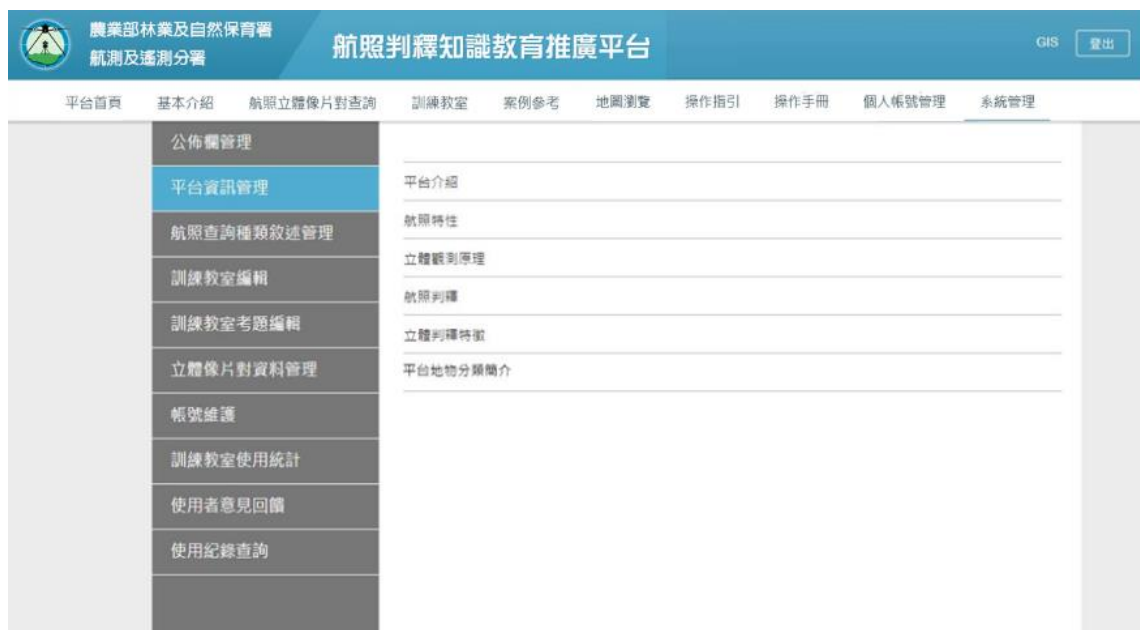 農業部林業及自然保育署
航測及遙測分署
航照判釋知識教育推廣平台
GIS 登出
平台首頁 基本介紹 航照立體像片對查詢 訓練教室 案例參考 地圖瀏覽 操作指引 操作手冊 個人帳號管理 系統管理
公佈欄管理
平台資訊管理
航照查詢種類敘述管理
訓練教室編輯
訓練教室考題編輯
立體像片對資料管理
帳號維護
訓練教室使用統計
使用者意見回饋
使用紀錄查詢
平台介紹
航照特性
立體觀測原理
航照判釋
立體判釋特徵
平台地物分類簡介